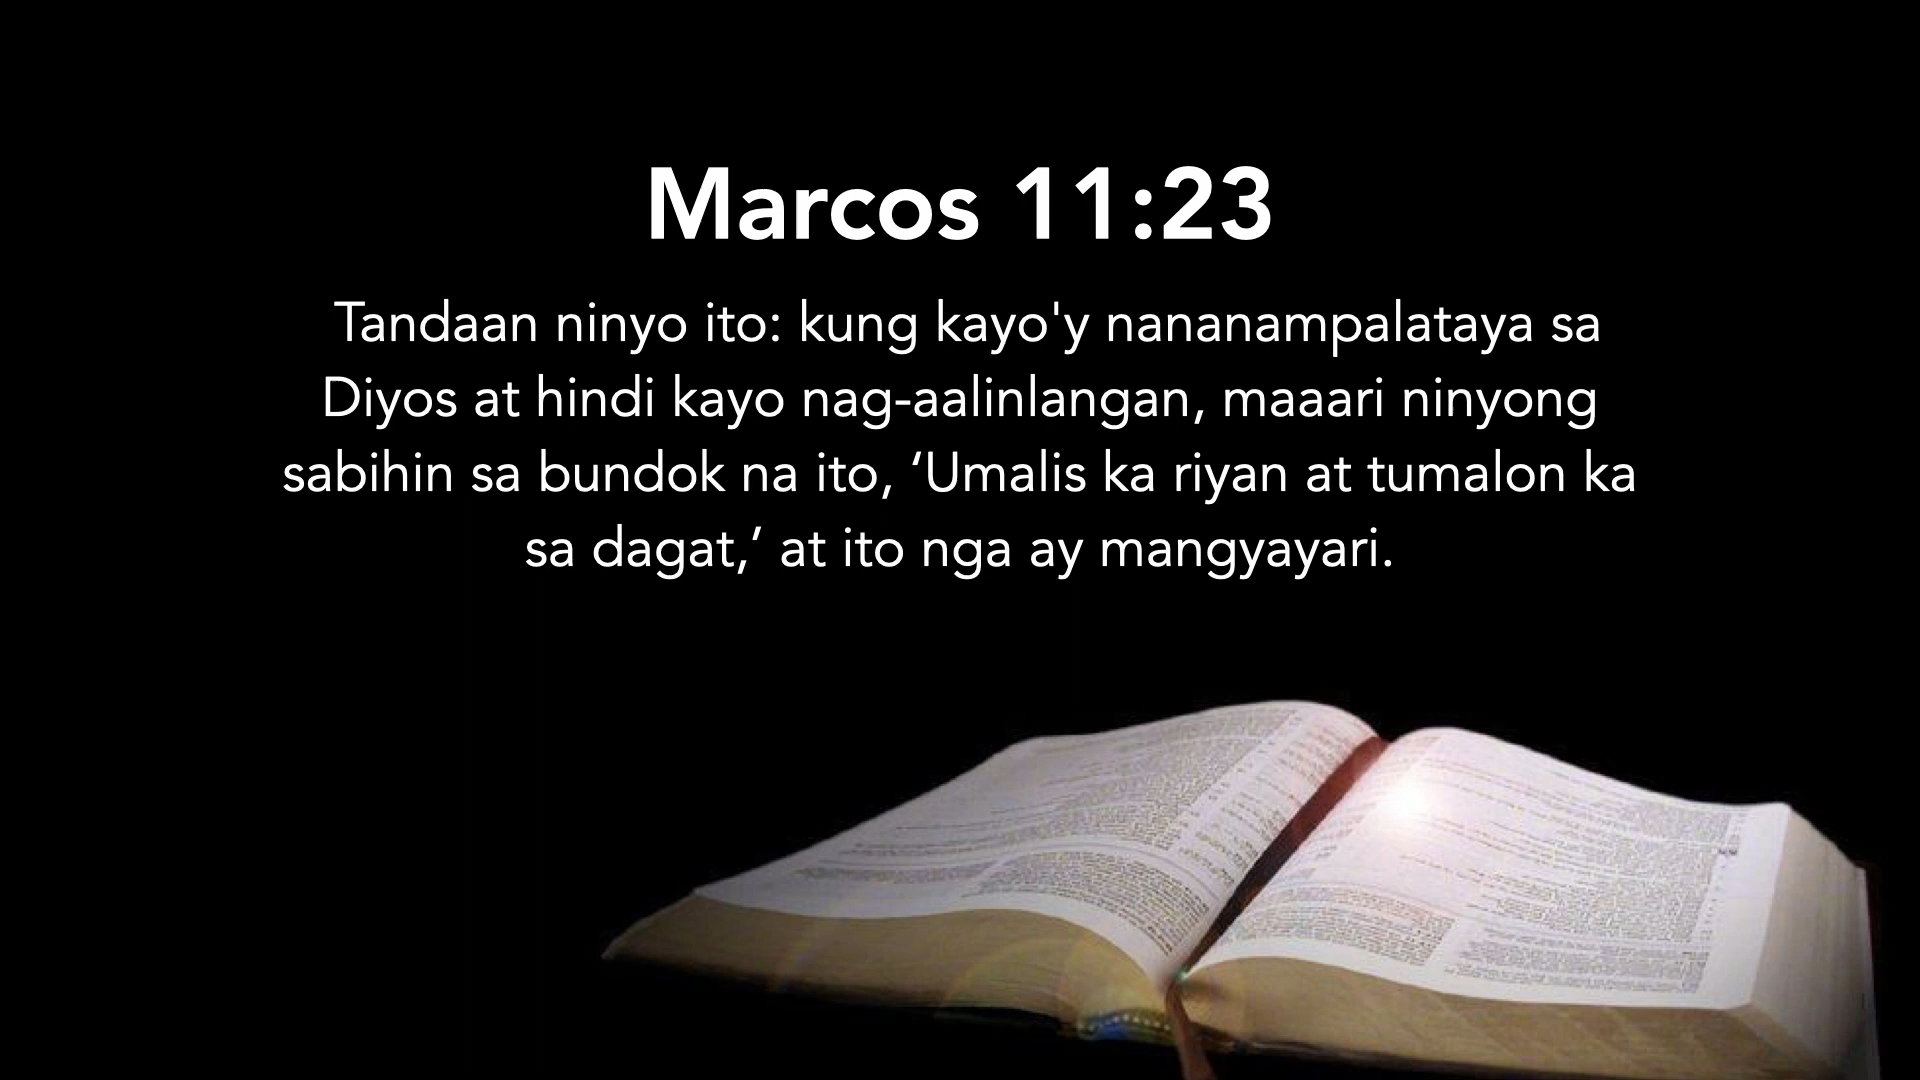 Marcos 11:23
Tandaan ninyo ito: kung kayo'y nananampalataya sa
Diyos at hindi kayo nag-aalinlangan, maaari ninyong
sabihin sa bundok na ito, ‘Umalis ka riyan at tumalon ka
sa dagat,’ at ito nga ay mangyayari.